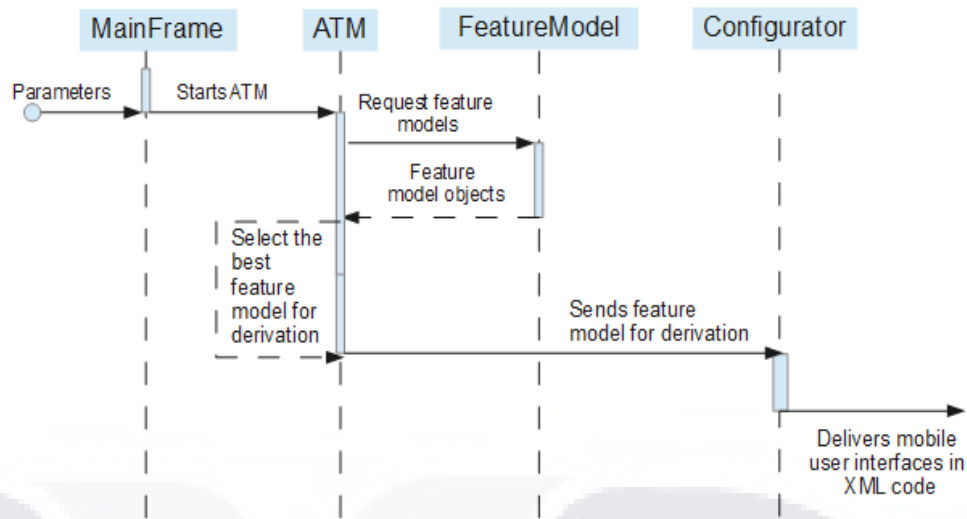 MainFrame
ATM
FeatureModel
Configurator
Parameters
Starts ATM
Request feature
models
Feature
model objects
Select the
best
feature
model for
derivation
Sends feature
model for derivation
Delivers mobile
user interfaces in
XML code